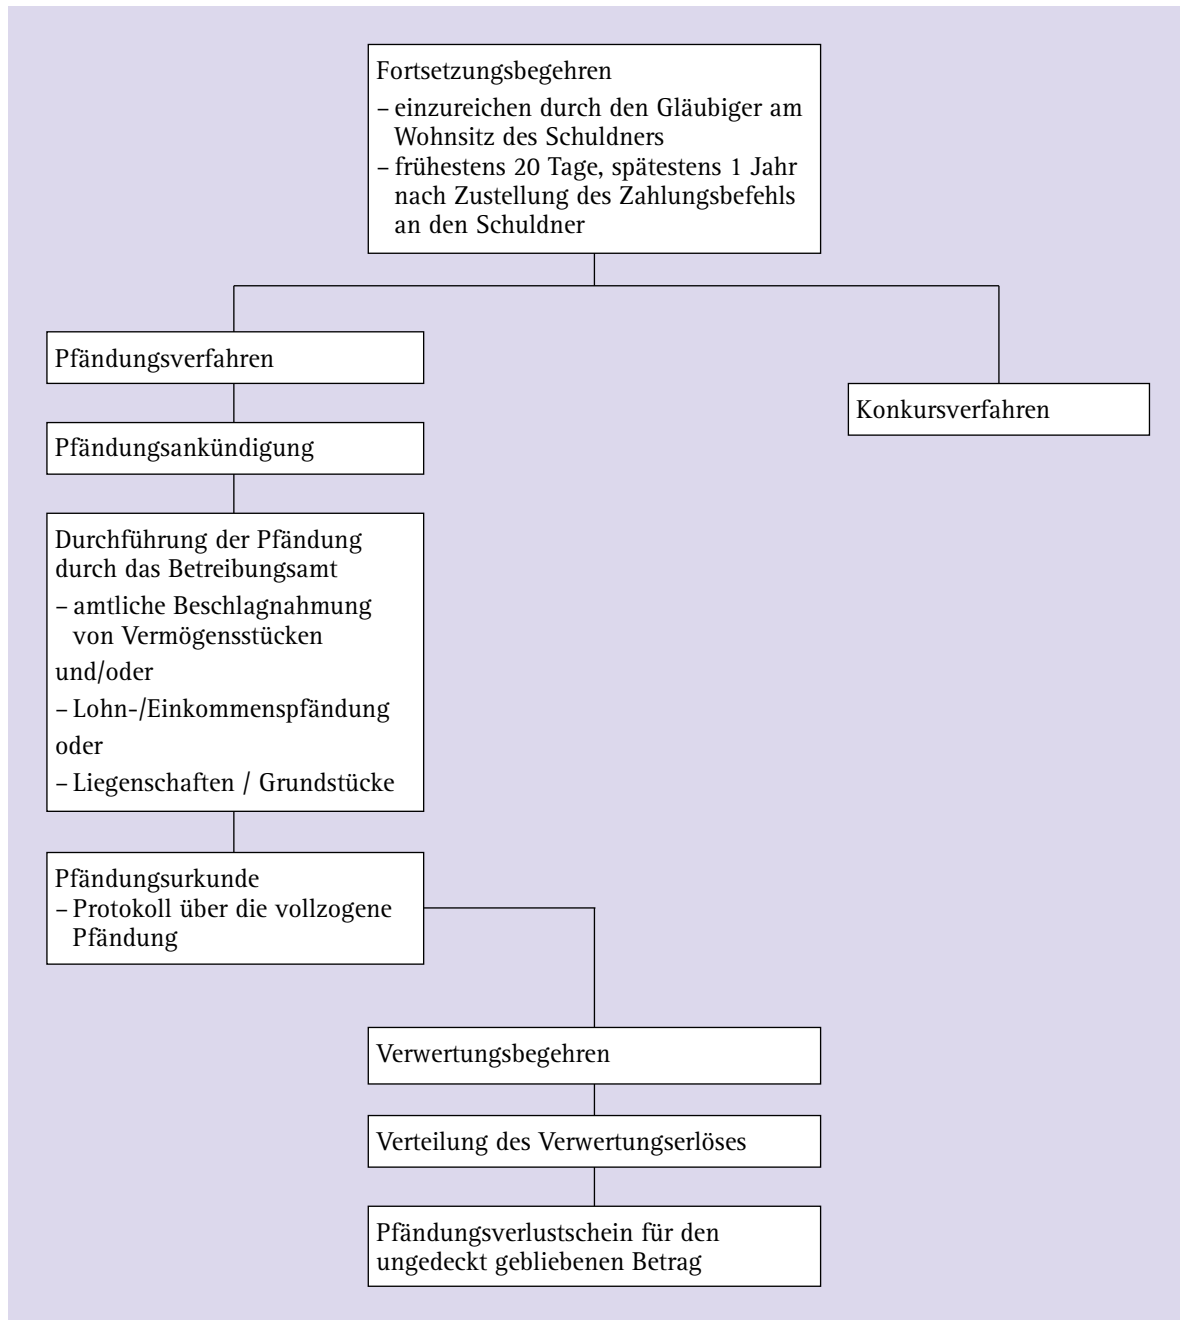 Fortsetzungsbegehren
– einzureichen durch den Gläubiger am
Wohnsitz des Schuldners
– frühestens 20 Tage, spätestens 1 Jahr
nach Zustellung des Zahlungsbefehls
an den Schuldner
Pfändungsverfahren
Konkursverfahren
Pfändungsankündigung
Durchführung der Pfändung
durch das Betreibungsamt
– amtliche Beschlagnahmung
von Vermögensstücken
und/oder
– Lohn-/Einkommenspfändung
oder
– Liegenschaften / Grundstücke
Pfändungsurkunde
– Protokoll über die vollzogene
Pfändung
Verwertungsbegehren
Verteilung des Verwertungserlöses
Pfändungsverlustschein für den
ungedeckt gebliebenen Betrag